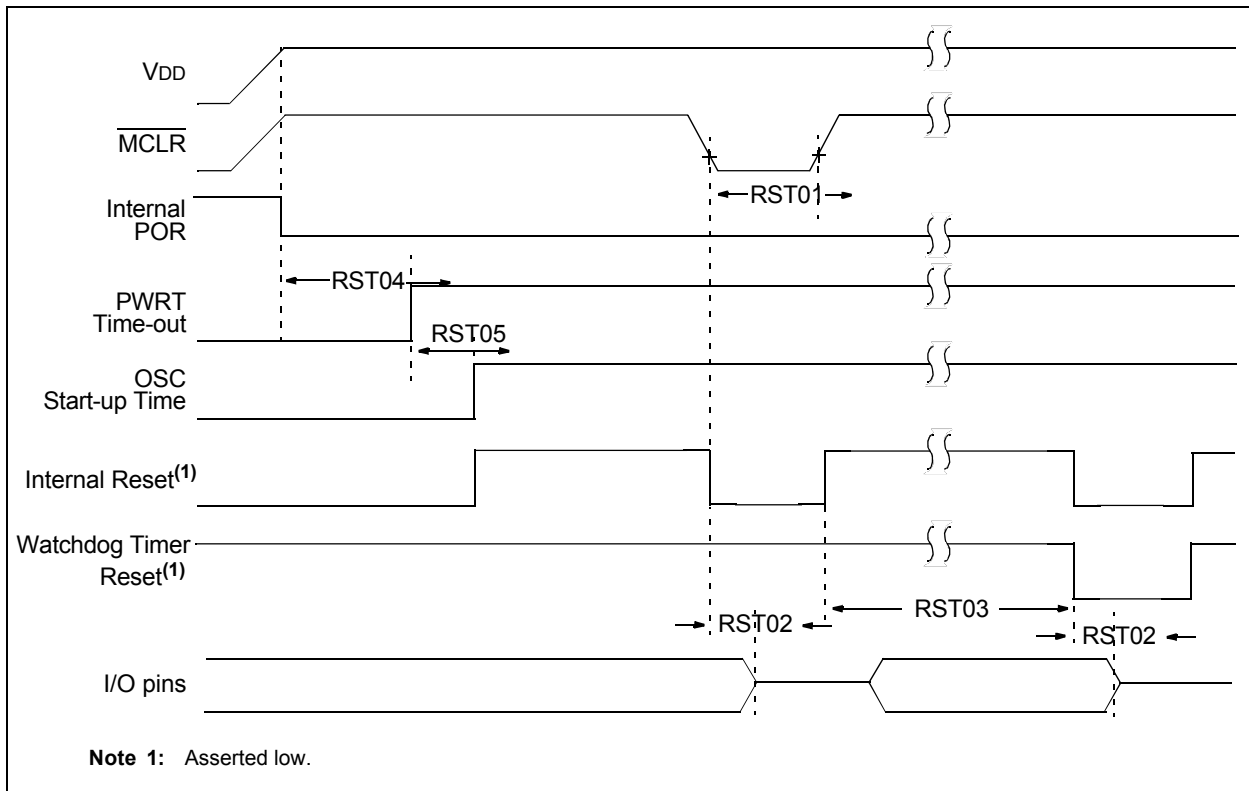 VDD
MCLR
RST01
Internal
POR
RST04
PWRT
Time-out
RST05
OSC
Start-up Time
Internal Reset(1)
Watchdog Timer
Reset(1)
RST03
RST02
RST02
I/O pins
Note 1: Asserted low.